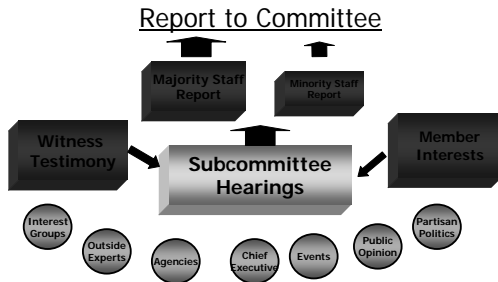 Report to Committee
Majority Staff
Report
Minority Staff
Report
Witness
Testimony
Member
Interests
Subcommittee
Hearings
Interest
Groups
Outside
Experts
Agencies
Chief
Executive
Events
Public
Opinion
Partisan
Politics